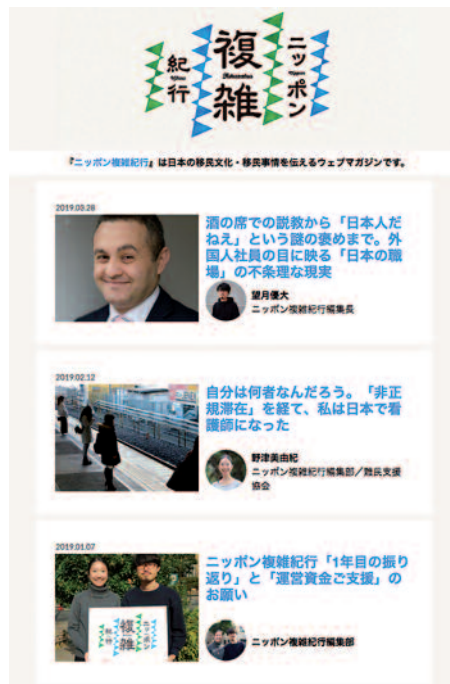 ニッポン
複雑
紀行
『ニッポン複雑紀行』は日本の移民文化・移民事情を伝えるウェブマガジンです。
2019.03.28
酒の席での説教から「日本人だ
ねえ」という謎の褒めまで。外
国人社員の目に映る「日本の職
場」の不条理な現実
望月優大
ニッポン複雑紀行編集長
2019.02.12
自分は何者なんだろう。「非正
規滞在」を経て、私は日本で看
護師になった
野津美由紀
ニッポン複雑紀行編集部／難民支援
協会
2019.01.07
ニッポン複雑紀行「1年目の振り
返り」と「運営資金ご支援」の
お願い
複雑
ニッポン複雑紀行編集部